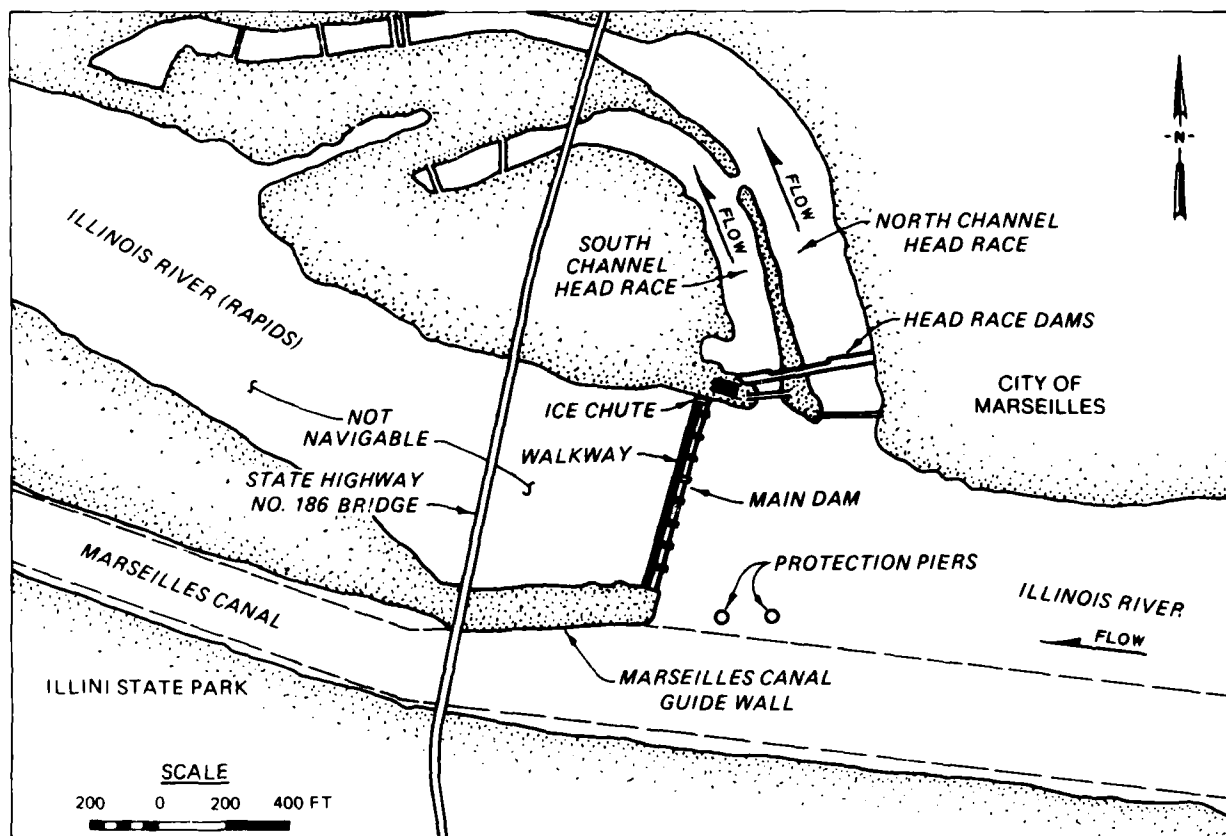 -N-
FLOW
FLOW
NORTH CHANNEL
HEAD RACE
SOUTH
CHANNEL
HEAD RACE
ILLINOIS RIVER (RAPIDS)
HEAD RACE DAMS
CITY OF
MARSEILLES
ICE CHUTE
NOT
NAVIGABLE
WALKWAY
STATE HIGHWAY
NO. 186 BRIDGE
MAIN DAM
MARSEILLES CANAL
PROTECTION PIERS
ILLINOIS RIVER
FLOW
ILLINI STATE PARK
MARSEILLES CANAL
GUIDE WALL
SCALE
200 0 200 400 FT